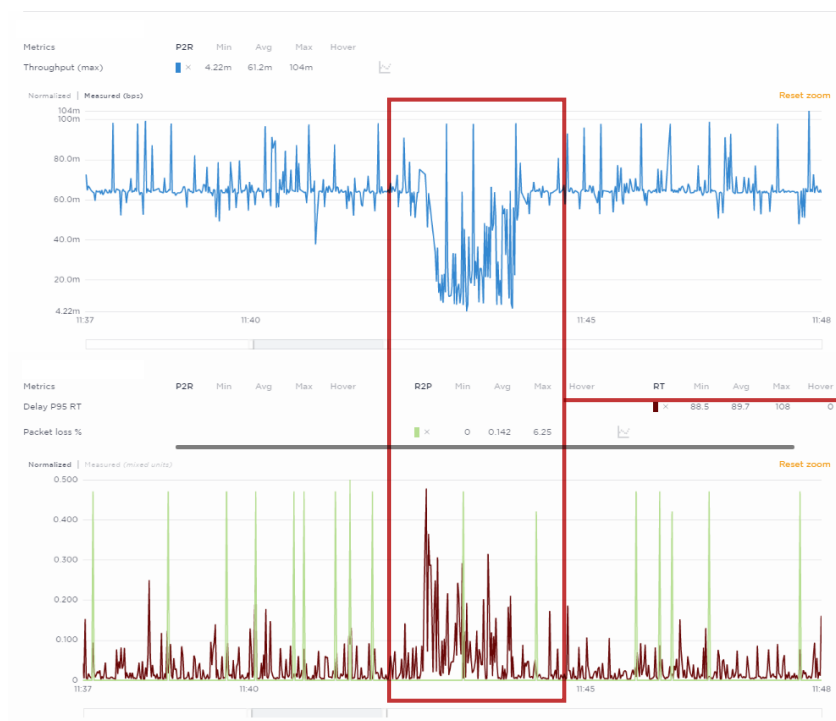 Metrics P2R Min Avg Max Hover
Throughput (max) × 4.22m 61.2m 104m
Normalized | Measured (bps) Reset zoom
104m
100m
80.0m
60.0m
40.0m
20.0m
4.22m
11:37 11:40 11:45 11:48
Metrics P2R Min Avg Max Hover R2P Min Avg Max Hover RT Min Avg Max Hover
Delay P95 RT × 88.5 89.7 108 0
Packet loss % × 0 0.142 6.25
Normalized | Measured (mixed units) Reset zoom
0.500
0.400
0.300
0.200
0.100
0
11:37 11:40 11:45 11:48